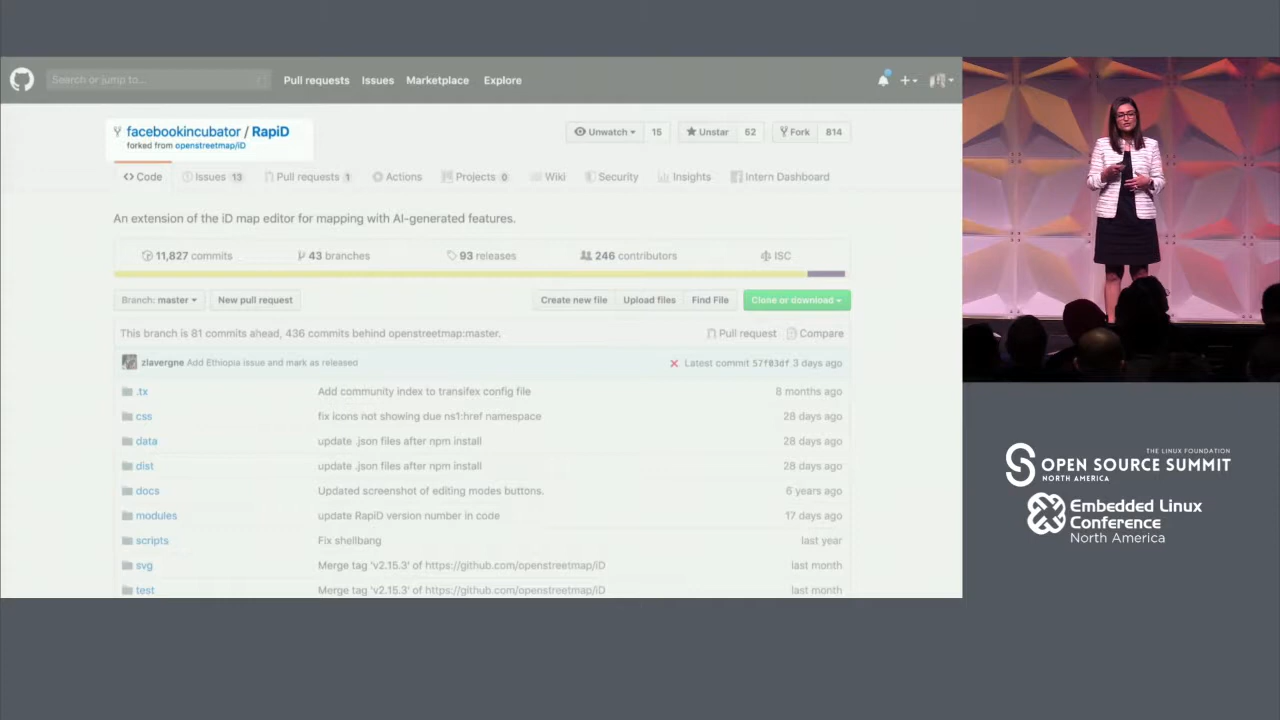 Search or jump to...
/
Pull requests Issues Marketplace Explore
facebookincubator / RapiD
forked from openstreetmap/iD
Unwatch 15
Unstar 52
Fork 814
Code
Issues 13
Pull requests 1
Actions
Projects 0
Wiki
Security
Insights
Intern Dashboard
An extension of the iD map editor for mapping with AI-generated features.
11,827 commits
43 branches
93 releases
246 contributors
ISC
Branch: master
New pull request
Create new file
Upload files
Find File
Clone or download
This branch is 81 commits ahead, 436 commits behind openstreetmap:master.
Pull request
Compare
zlavergne Add Ethiopia issue and mark as released
Latest commit 57f83df 3 days ago
.tx Add community index to transifex config file 8 months ago
css fix icons not showing due ns1:href namespace 28 days ago
data update .json files after npm install 28 days ago
dist update .json files after npm install 28 days ago
docs Updated screenshot of editing modes buttons. 6 years ago
modules update RapiD version number in code 17 days ago
scripts Fix shellbang last year
svg Merge tag 'v2.15.3' of https://github.com/openstreetmap/iD last month
test Merge tag 'v2.15.3' of https://github.com/openstreetmap/iD last month
THE LINUX FOUNDATION
OPEN SOURCE SUMMIT
NORTH AMERICA
Embedded Linux
Conference
North America